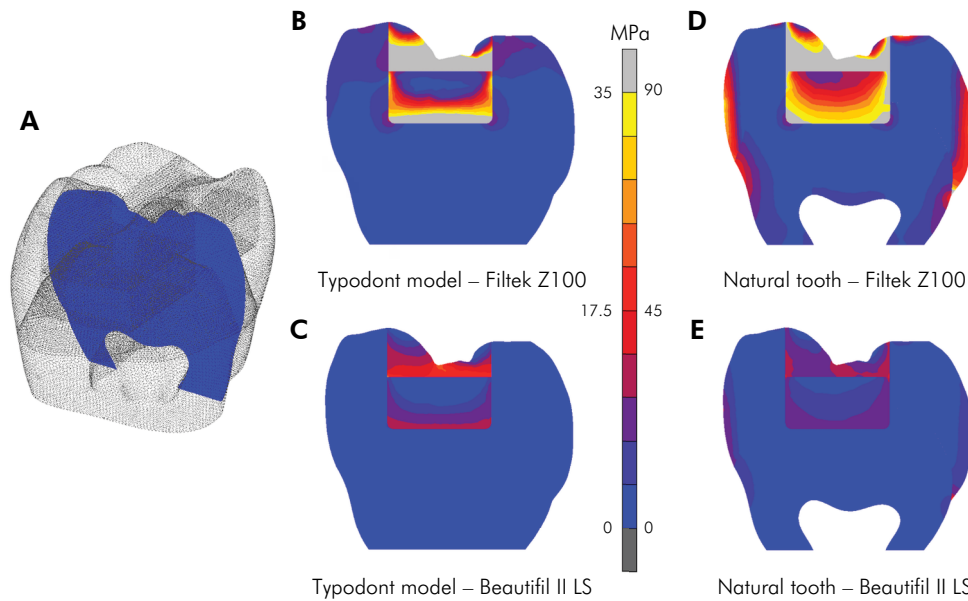 A
B
Typodont model – Filtek Z100
C
Typodont model – Beautifil II LS
MPa
35
90
17.5
45
0
0
D
Natural tooth – Filtek Z100
E
Natural tooth – Beautifil II LS